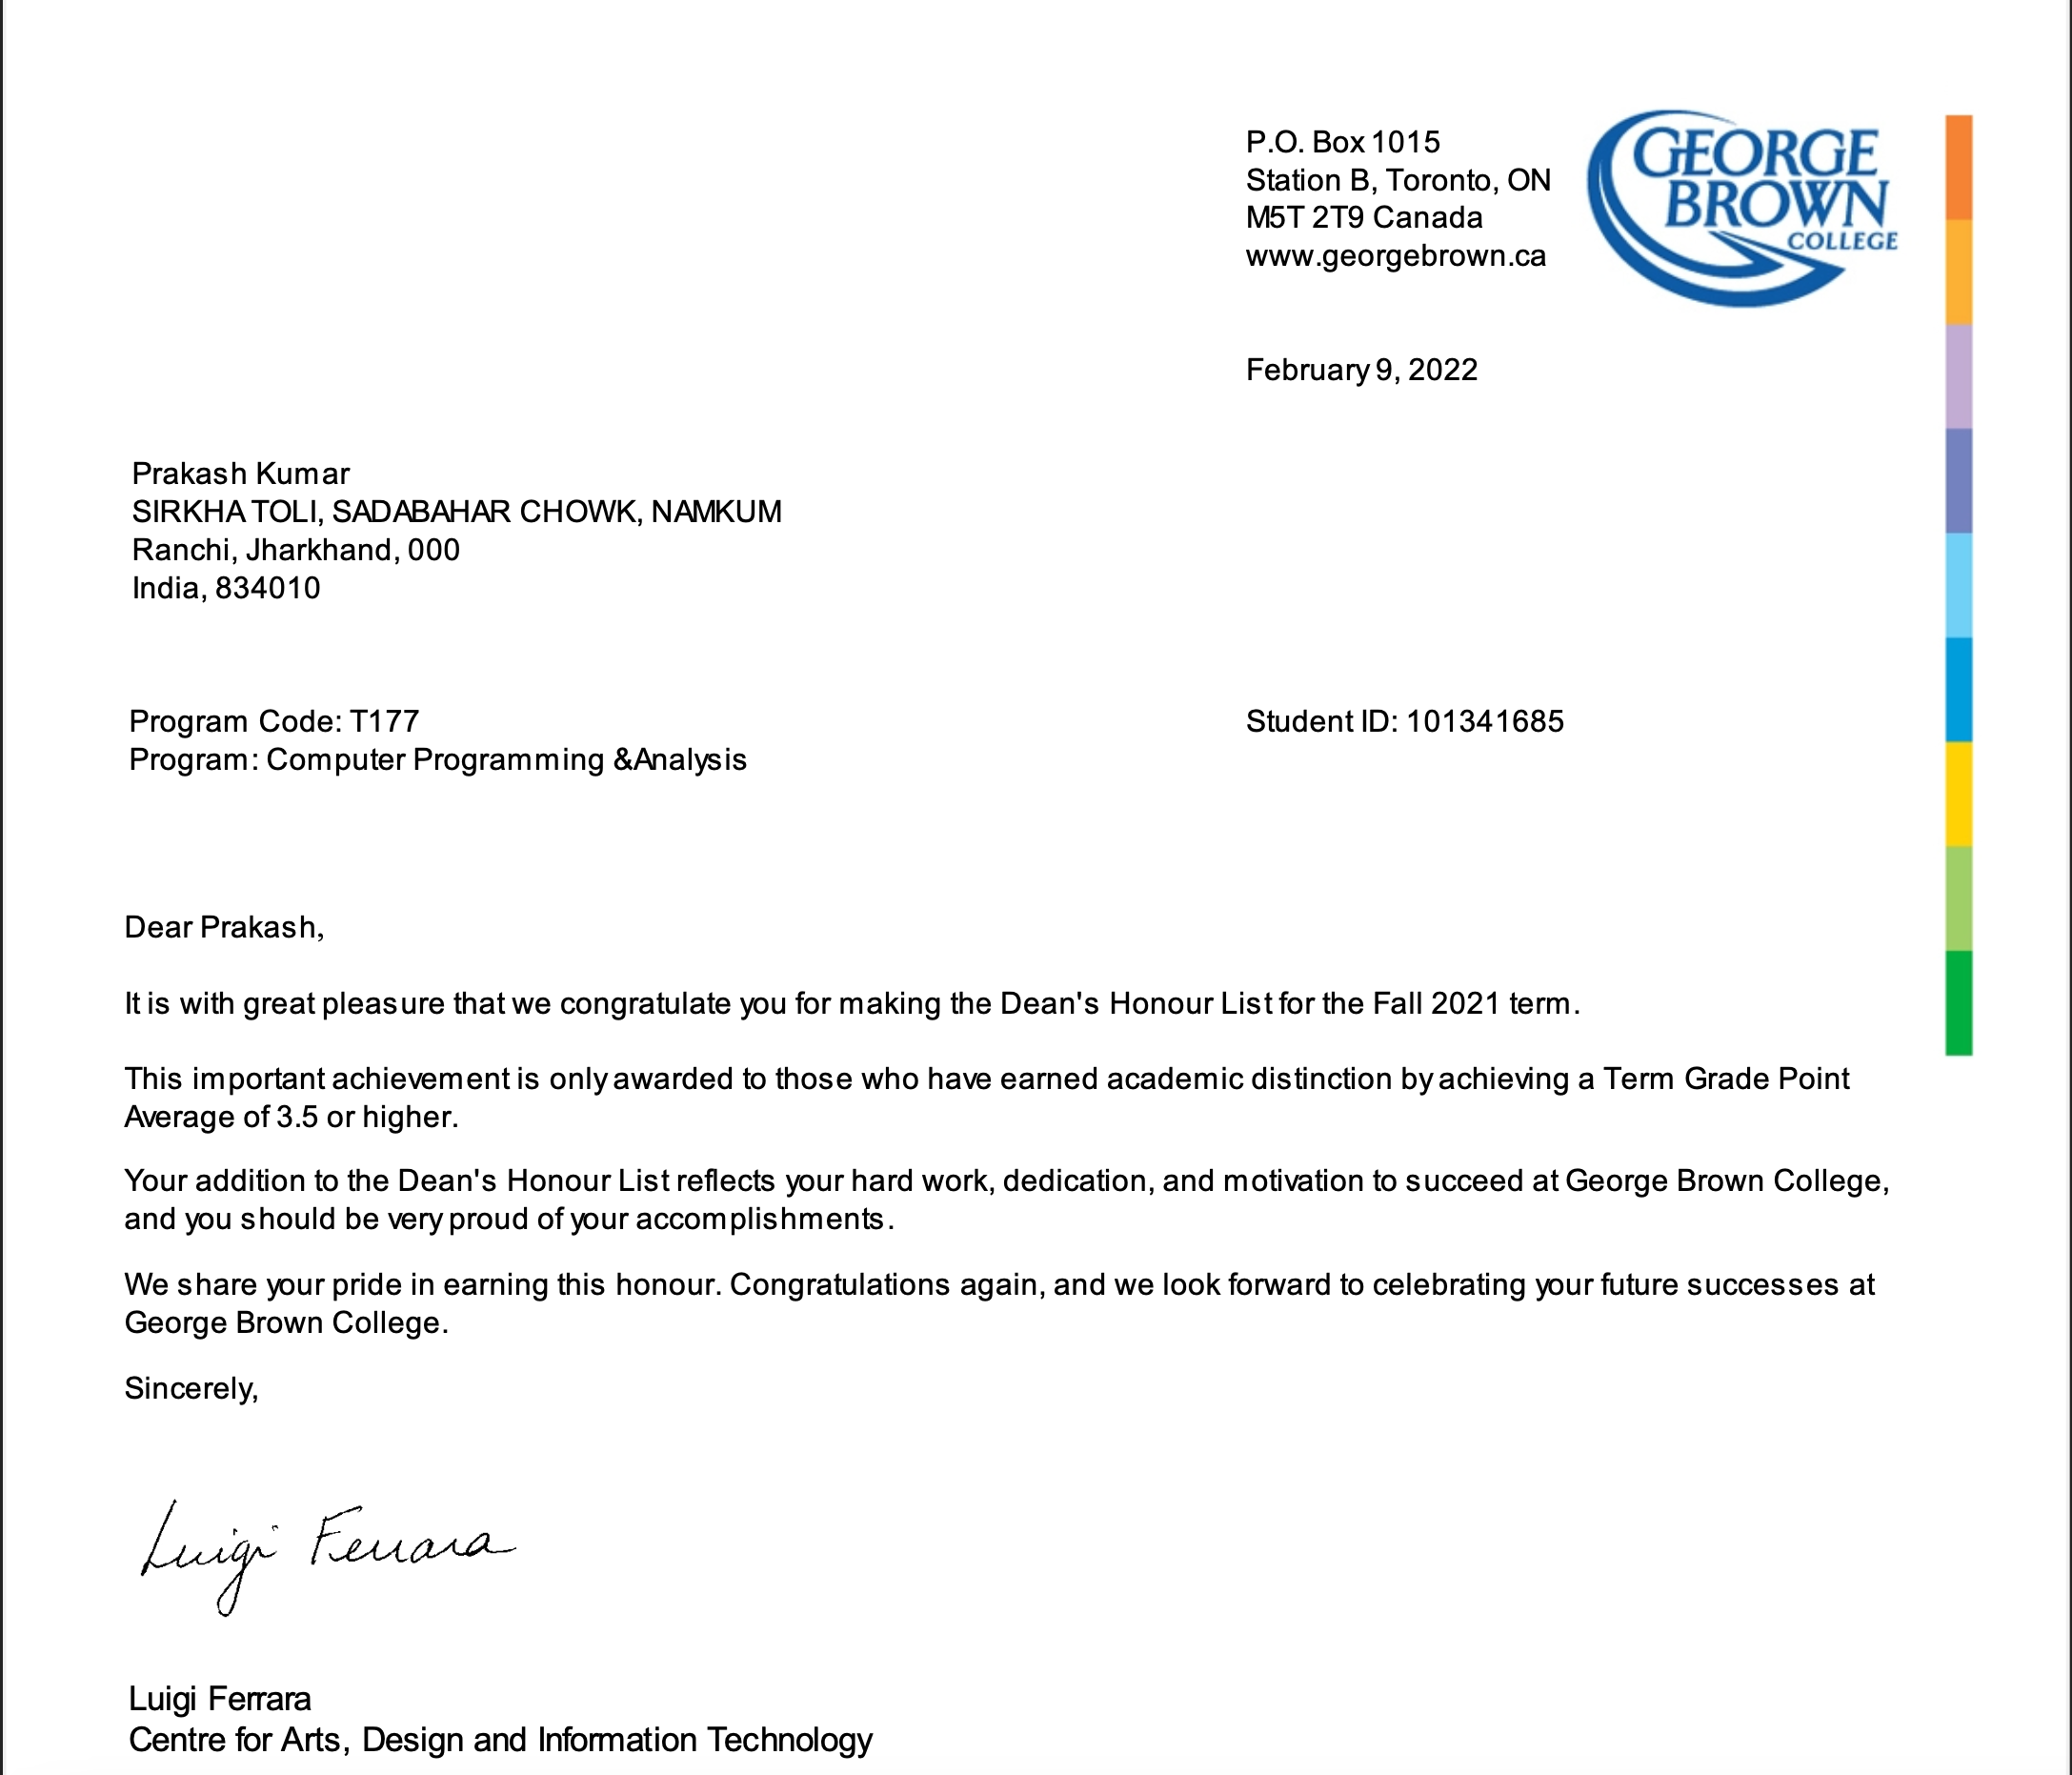 P.O. Box 1015
Station B, Toronto, ON
M5T 2T9 Canada
www.georgebrown.ca
GEORGE
BROWN
COLLEGE
February 9, 2022
Prakash Kumar
SIRKHA TOLI, SADABAHAR CHOWK, NAMKUM
Ranchi, Jharkhand, 000
India, 834010
Program Code: T177
Student ID: 101341685
Program: Computer Programming &Analysis
Dear Prakash,
It is with great pleasure that we congratulate you for making the Dean's Honour List for the Fall 2021 term.
This important achievement is only awarded to those who have earned academic distinction by achieving a Term Grade Point
Average of 3.5 or higher.
Your addition to the Dean's Honour List reflects your hard work, dedication, and motivation to succeed at George Brown College,
and you should be very proud of your accomplishments.
We share your pride in earning this honour. Congratulations again, and we look forward to celebrating your future successes at
George Brown College.
Sincerely,
Luigi Ferrara
Luigi Ferrara
Centre for Arts, Design and Information Technology